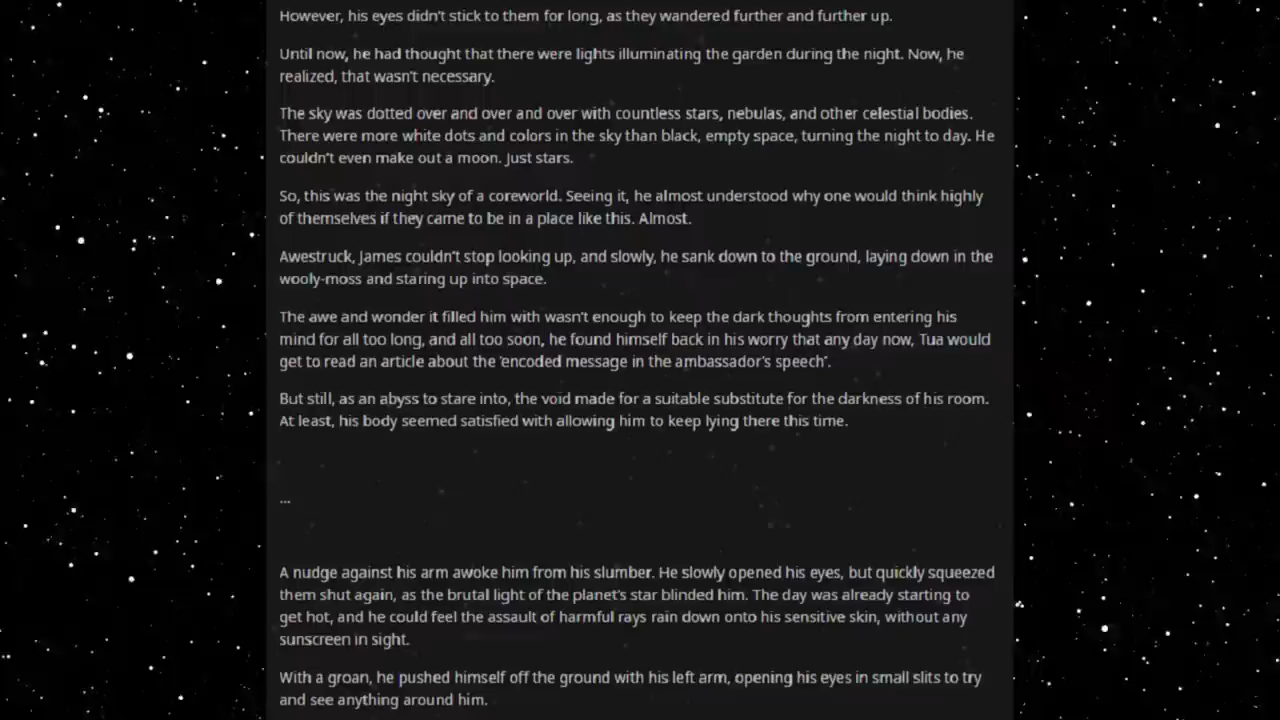 However, his eyes didn't stick to them for long, as they wandered further and further up.
Until now, he had thought that there were lights illuminating the garden during the night. Now, he
realized, that wasn't necessary.
The sky was dotted over and over and over with countless stars, nebulas, and other celestial bodies.
There were more white dots and colors in the sky than black, empty space, turning the night to day. He
couldn't even make out a moon. Just stars.
So, this was the night sky of a coreworld. Seeing it, he almost understood why one would think highly
of themselves if they came to be in a place like this. Almost.
Awestruck, James couldn't stop looking up, and slowly, he sank down to the ground, laying down in the
wooly-moss and staring up into space.
The awe and wonder it filled him with wasn't enough to keep the dark thoughts from entering his
mind for all too long, and all too soon, he found himself back in his worry that any day now, Tua would
get to read an article about the 'encoded message in the ambassador's speech'.
But still, as an abyss to stare into, the void made for a suitable substitute for the darkness of his room.
At least, his body seemed satisfied with allowing him to keep lying there this time.
...
A nudge against his arm awoke him from his slumber. He slowly opened his eyes, but quickly squeezed
them shut again, as the brutal light of the planet's star blinded him. The day was already starting to
get hot, and he could feel the assault of harmful rays rain down onto his sensitive skin, without any
sunscreen in sight.
With a groan, he pushed himself off the ground with his left arm, opening his eyes in small slits to try
and see anything around him.